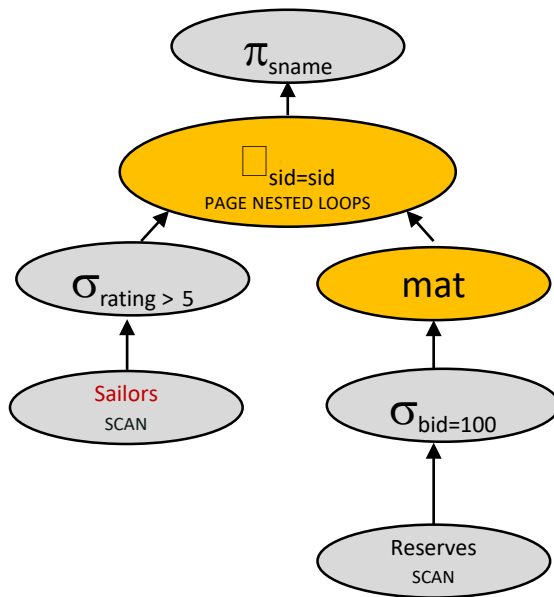 π sname
sid=sid
PAGE NESTED LOOPS
σ rating > 5
mat
Sailors
SCAN
σ bid=100
Reserves
SCAN